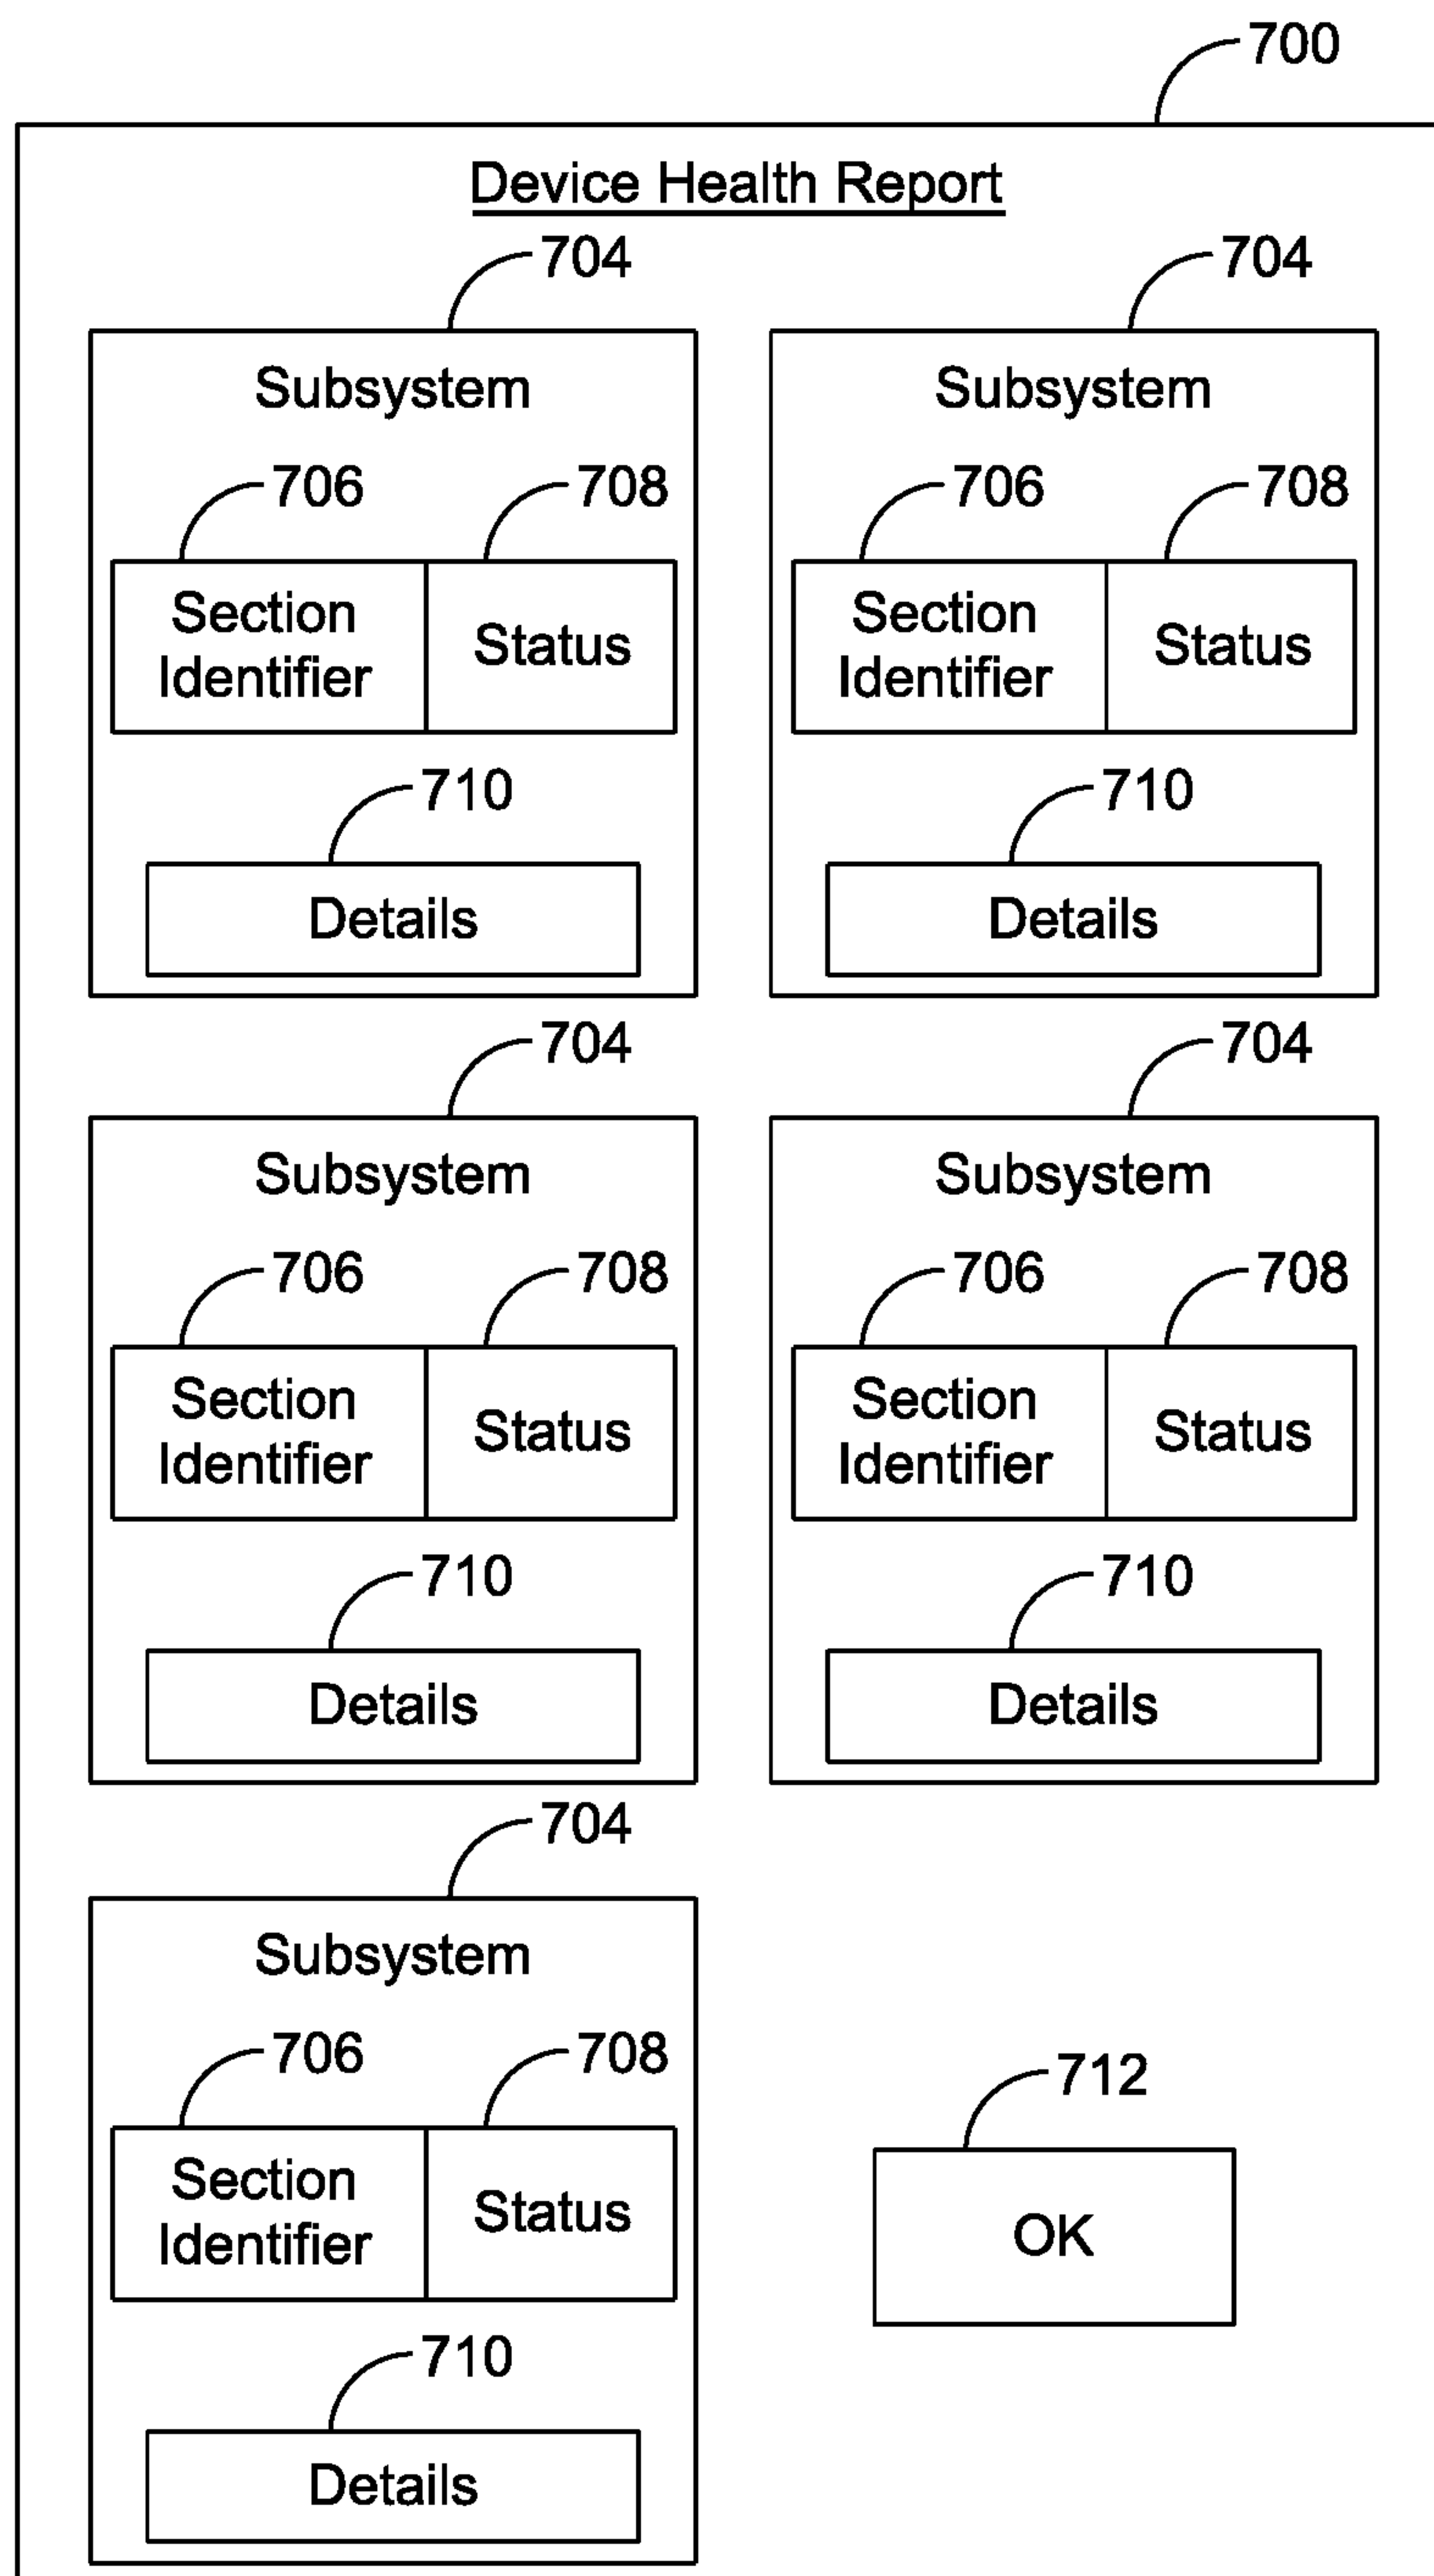 700
Device Health Report
704
Subsystem
706
708
Section
Identifier
Status
710
Details
704
Subsystem
706
708
Section
Identifier
Status
710
Details
704
Subsystem
706
708
Section
Identifier
Status
710
Details
704
Subsystem
706
708
Section
Identifier
Status
710
Details
704
Subsystem
706
708
Section
Identifier
Status
710
Details
712
OK